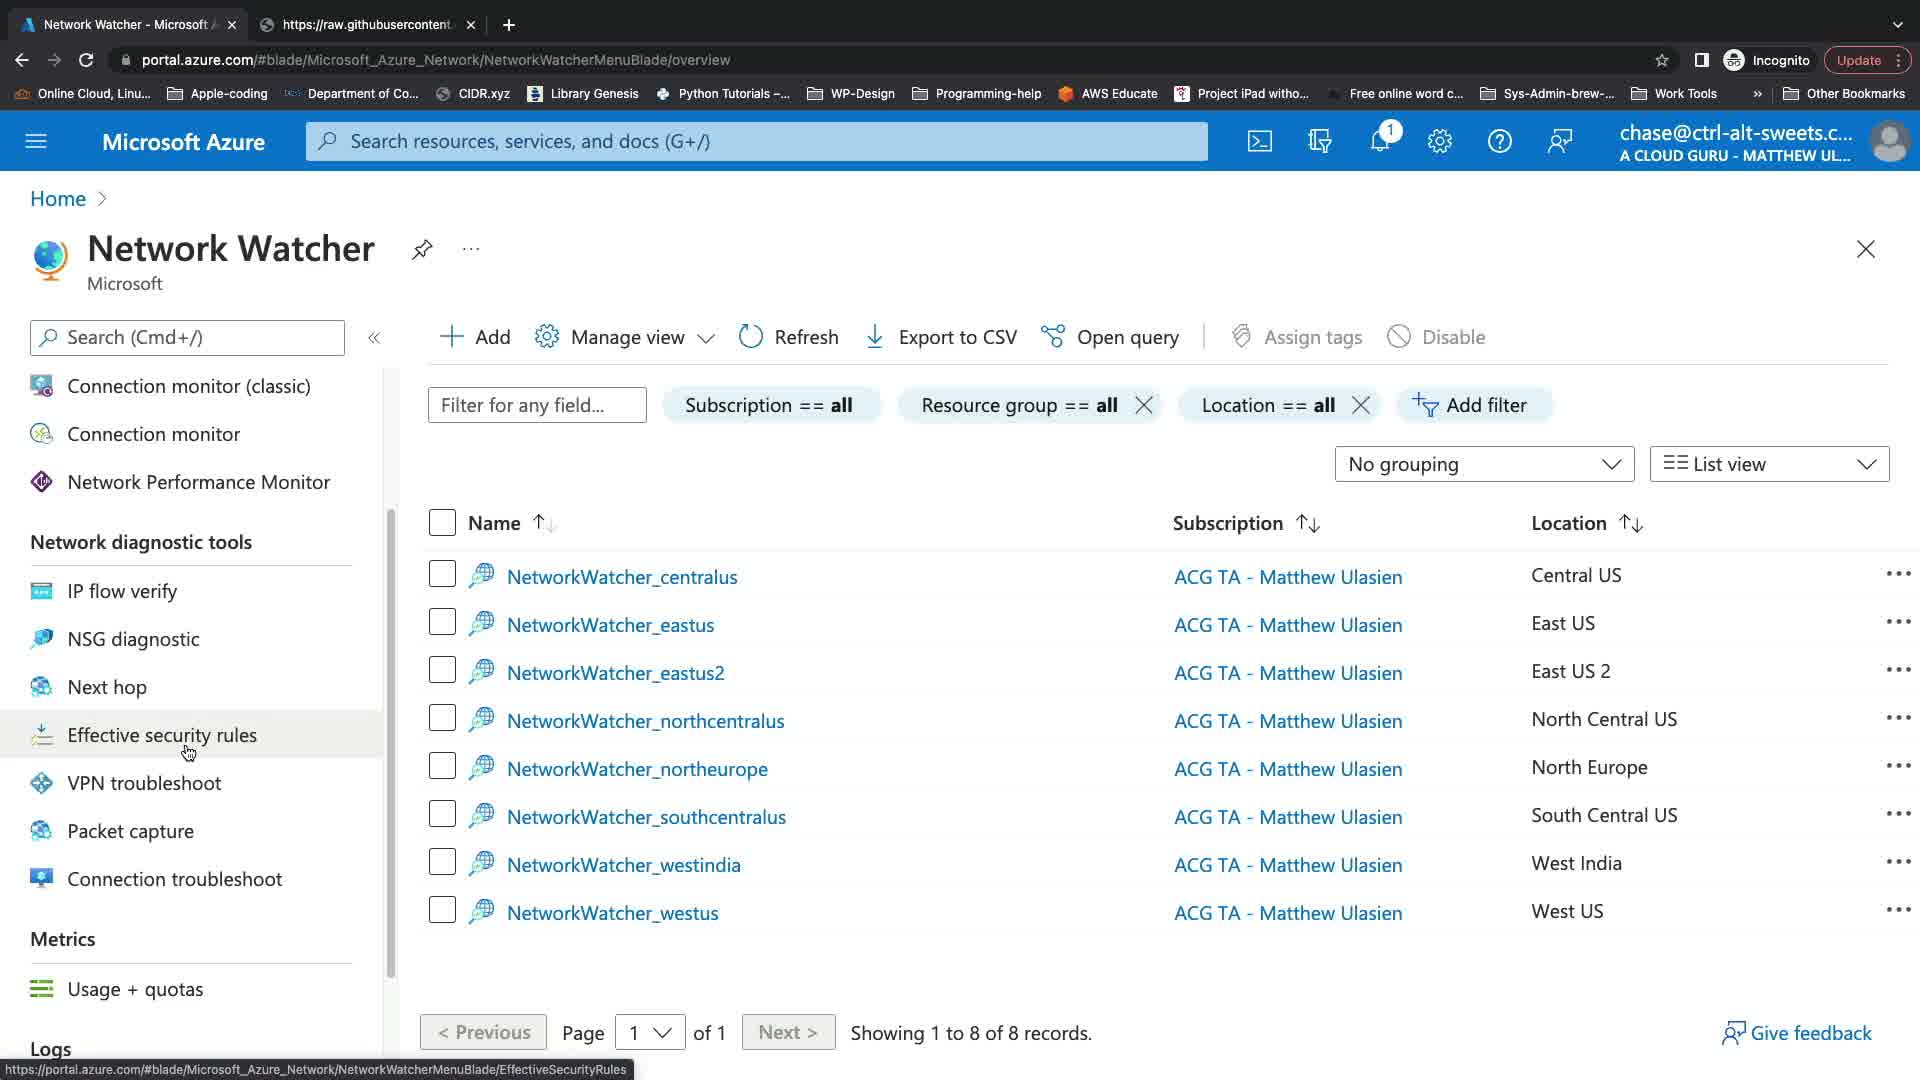 Network Watcher - Microsoft A
https://raw.githubusercontent
portal.azure.com/#blade/Microsoft_Azure_Network/NetworkWatcherMenuBlade/overview
Incognito
Update
Online Cloud, Linu...
Apple-coding
Department of Co...
CIDR.xyz
Library Genesis
Python Tutorials –...
WP-Design
Programming-help
AWS Educate
Project iPad witho...
Free online word c...
Sys-Admin-brew-...
Work Tools
»
Other Bookmarks
Microsoft Azure
Search resources, services, and docs (G+/)
1
chase@ctrl-alt-sweets.c...
A CLOUD GURU - MATTHEW UL...
Home
Network Watcher
...
Microsoft
Search (Cmd+/)
«
Add
Manage view
Refresh
Export to CSV
Open query
Assign tags
Disable
Connection monitor (classic)
Connection monitor
Network Performance Monitor
Network diagnostic tools
IP flow verify
NSG diagnostic
Next hop
Effective security rules
VPN troubleshoot
Packet capture
Connection troubleshoot
Metrics
Usage + quotas
Logs
Filter for any field...
Subscription == all
Resource group == all
Location == all
Add filter
No grouping
List view
Name
Subscription
Location
NetworkWatcher_centralus
ACG TA - Matthew Ulasien
Central US
NetworkWatcher_eastus
ACG TA - Matthew Ulasien
East US
NetworkWatcher_eastus2
ACG TA - Matthew Ulasien
East US 2
NetworkWatcher_northcentralus
ACG TA - Matthew Ulasien
North Central US
NetworkWatcher_northeurope
ACG TA - Matthew Ulasien
North Europe
NetworkWatcher_southcentralus
ACG TA - Matthew Ulasien
South Central US
NetworkWatcher_westindia
ACG TA - Matthew Ulasien
West India
NetworkWatcher_westus
ACG TA - Matthew Ulasien
West US
< Previous
Page
1
of 1
Next >
Showing 1 to 8 of 8 records.
Give feedback
https://portal.azure.com/#blade/Microsoft_Azure_Network/NetworkWatcherMenuBlade/EffectiveSecurityRules